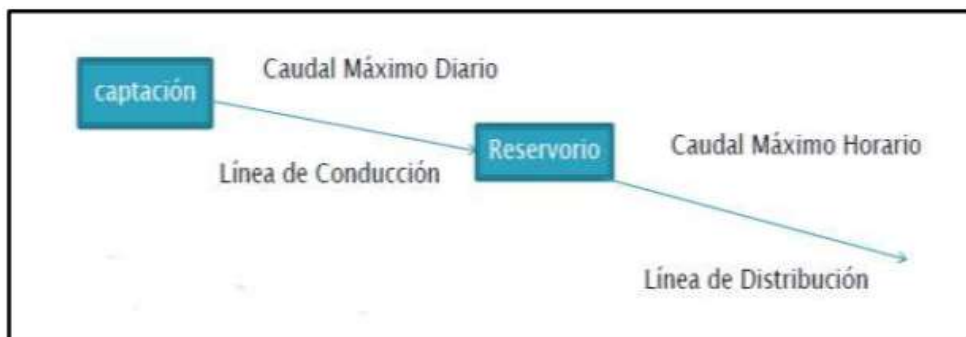 captación
Caudal Máximo Diario
Línea de Conducción
Reservorio
Caudal Máximo Horario
Línea de Distribución